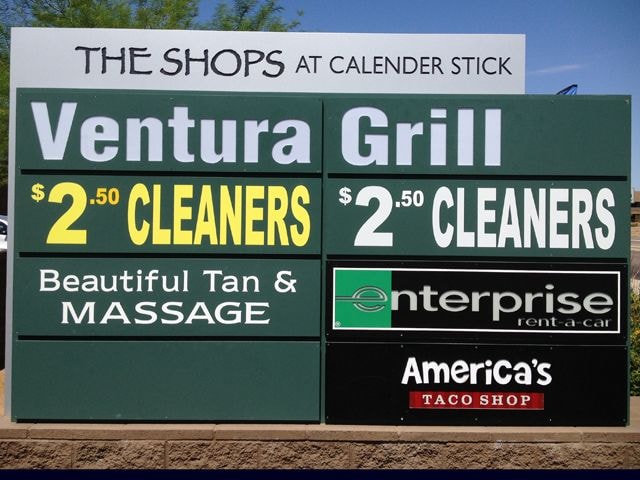 THE SHOPS AT CALENDER STICK
Ventura Grill
$2.50 CLEANERS
$2.50 CLEANERS
Beautiful Tan &
MASSAGE
enterprise
rent-a-car
AmeriCa's
TACO SHOP